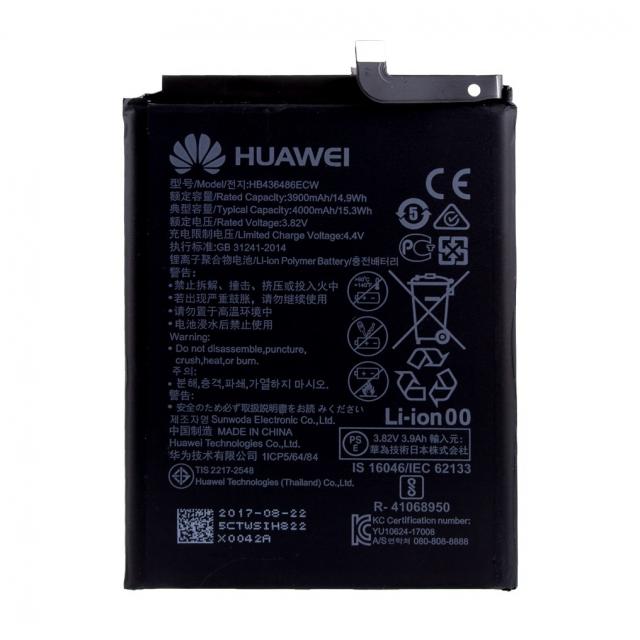 HUAWEI
型号/Model/전지:HB436486ECW
额定容量/Rated Capacity: 3900mAh/14.9Wh
典型容量/Typical Capacity: 4000mAh/15.3Wh
额定电压/Rated Voltage: 3.82V
充电限制电压/Limited Charge Voltage:4.4V
执行标准: GB 31241-2014
锂离子聚合物电池/Li-ion Polymer Battery/충전배터리
警告:
•禁止拆解、撞击、挤压或投入火中!
•若出现严重鼓胀,请勿继续使用!
•请勿置于高温环境中!
•电池浸水后禁止使用!
Warning:
• Do not disassemble,puncture,
crush,heat,or burn.
경고:
• 분해,충격,파쇄,가열하지 마시오.
•安全のため必ず取扱説明書をお読みください
CE
5
+60°C
+140°F
Li-ion 00
制造商: Sunwoda Electronic Co.,Ltd.
中国制造 MADE IN CHINA
Huawei Technologies Co.,Ltd.
华为技术有限公司 1ICP5/64/84
TIS 2217-2548
Huawei Technologies (Thailand) Co.,Ltd.
PS
E
3.82V 3.9Ah 輸入元:
華為技術日本株式会社
IS 16046/IEC 62133
R- 41068950
KC Certification number:
YU10624-17008
A/S연락처 080-808-8888
2017-08-22
5CTWSIH822
X0042A